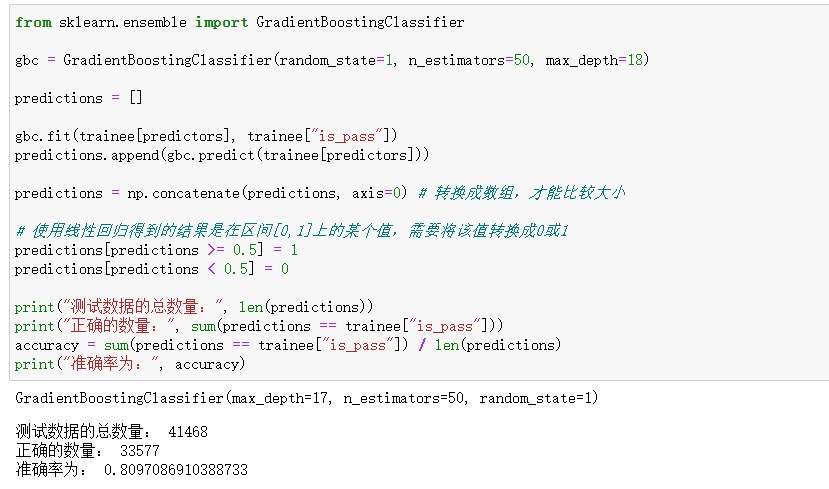 from sklearn.ensemble import GradientBoostingClassifier
gbc = GradientBoostingClassifier(random_state=1, n_estimators=50, max_depth=18)
predictions = []
gbc.fit(trainee[predictors], trainee["is_pass"])
predictions.append(gbc.predict(trainee[predictors]))
predictions = np.concatenate(predictions, axis=0) # 转换成数组，才能比较大小
# 使用线性回归得到的结果是在区间[0,1]上的某个值，需要将该值转换成0或1
predictions[predictions >= 0.5] = 1
predictions[predictions < 0.5] = 0
print("测试数据的总数量：", len(predictions))
print("正确的数量：", sum(predictions == trainee["is_pass"]))
accuracy = sum(predictions == trainee["is_pass"]) / len(predictions)
print("准确率为：", accuracy)
GradientBoostingClassifier(max_depth=17, n_estimators=50, random_state=1)
测试数据的总数量： 41468
正确的数量： 33577
准确率为： 0.8097086910388733